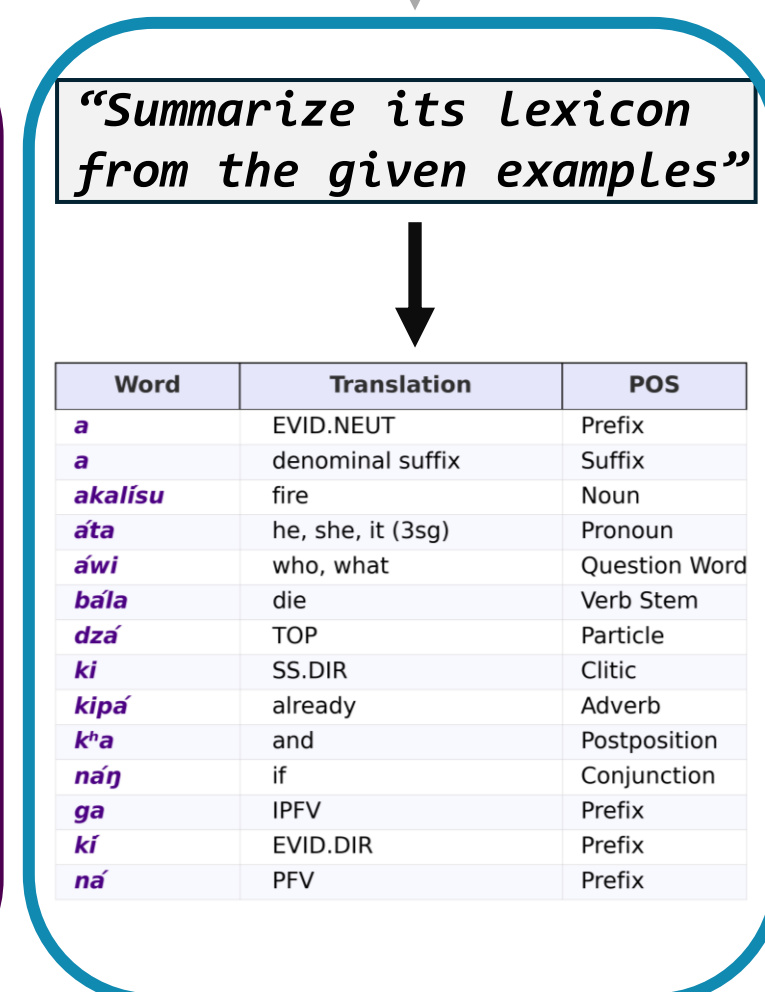 “Summarize its lexicon
from the given examples”
Word Translation POS
a EVID.NEUT Prefix
a denominal suffix Suffix
akalísu fire Noun
áta he, she, it (3sg) Pronoun
áwi who, what Question Word
bála die Verb Stem
dzá TOP Particle
ki SS.DIR Clitic
kipá already Adverb
kʰa and Postposition
náŋ if Conjunction
ga IPFV Prefix
kí EVID.DIR Prefix
ná PFV Prefix